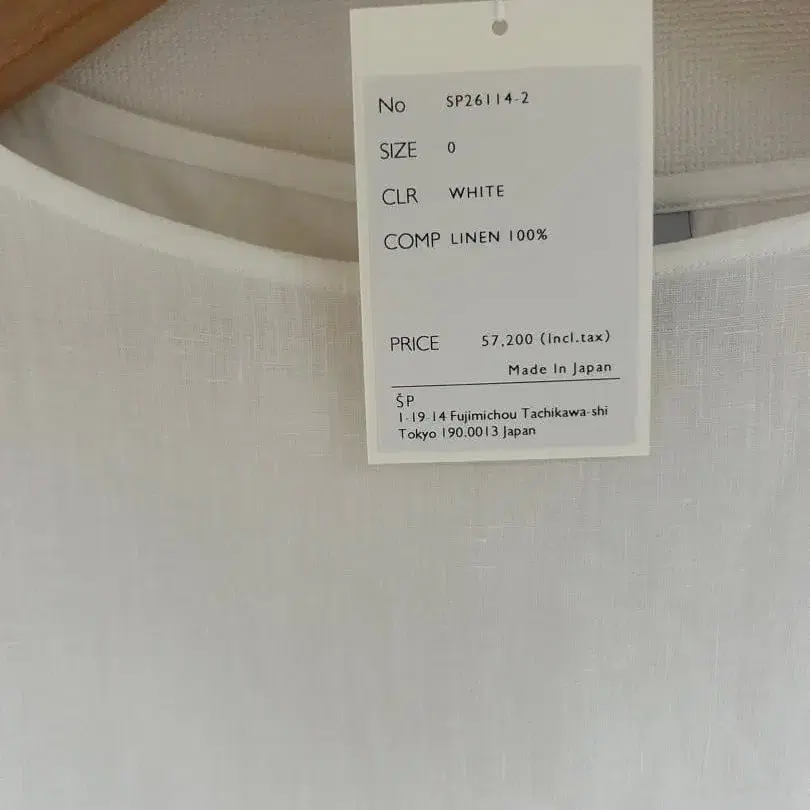 No SP26114-2
SIZE 0
CLR WHITE
COMP LINEN 100%
PRICE 57,200 (Incl.tax)
Made In Japan
ŠP
1-19-14 Fujimichou Tachikawa-shi
Tokyo 190.0013 Japan